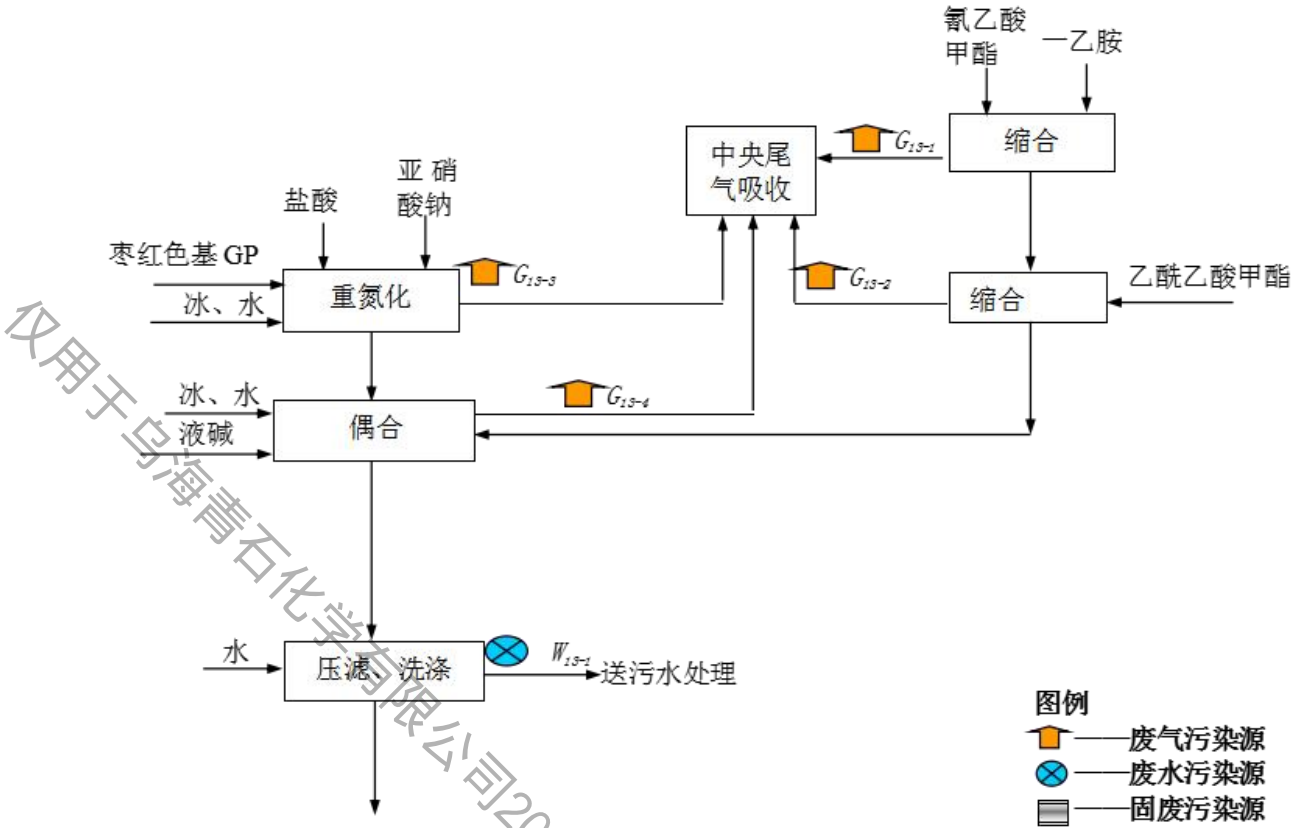 氰乙酸
甲酯
一乙胺
缩合
G13-1
中央尾
气吸收
亚 硝
酸钠
盐酸
枣红色基 GP
冰、水
重氮化
G13-3
G13-2
缩合
乙酰乙酸甲酯
冰、水
液碱
偶合
G13-4
水
压滤、洗涤
W13-1
送污水处理
图例
——废气污染源
——废水污染源
——固废污染源
仅用于乌海青石化学有限公司20